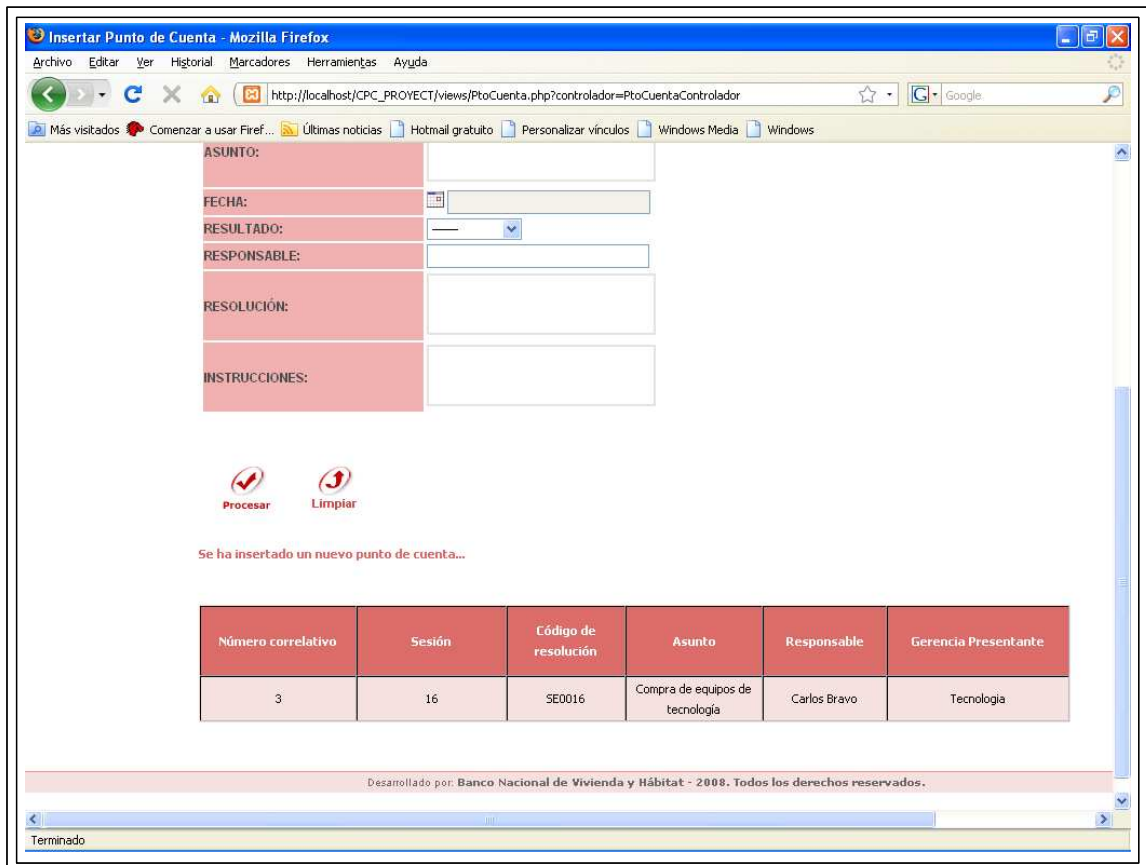 Insertar Punto de Cuenta - Mozilla Firefox
Archivo Editar Ver Historial Marcadores Herramientas Ayuda
http://localhost/CPC_PROYECT/views/PtoCuenta.php?controlador=PtoCuentaControlador G Google
Más visitados Comenzar a usar Firef... Últimas noticias Hotmail gratuito Personalizar vínculos Windows Media Windows
ASUNTO:
FECHA:
RESULTADO:
RESPONSABLE:
RESOLUCIÓN:
INSTRUCCIONES:
Procesar Limpiar
Se ha insertado un nuevo punto de cuenta...
Número correlativo Sesión Código de resolución Asunto Responsable Gerencia Presentante
3 16 SE0016 Compra de equipos de tecnología Carlos Bravo Tecnologia
Desarrollado por: Banco Nacional de Vivienda y Hábitat - 2008. Todos los derechos reservados.
Terminado